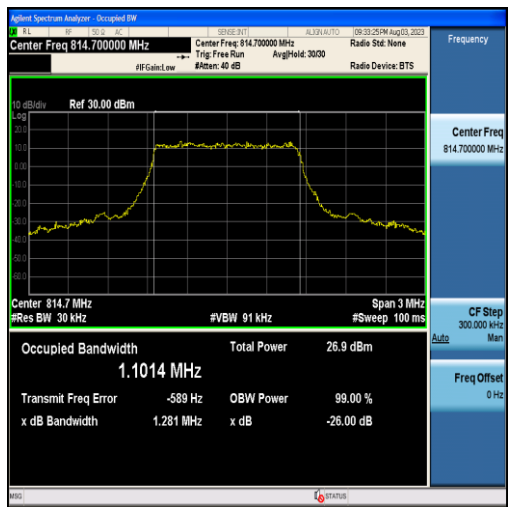 Agilent Spectrum Analyzer - Occupied BW
RL RF 50 Ω AC SENSE:INT ALIGN AUTO 09:33:25 PM Aug 03, 2023
Center Freq 814.700000 MHz
Center Freq: 814.700000 MHz
Radio Std: None
Trig: Free Run Avg|Hold: 30/30
#IFGain:Low #Atten: 40 dB Radio Device: BTS
Frequency
10 dB/div Ref 30.00 dBm
Log
20.0
10.0
0.00
-10.0
-20.0
-30.0
-40.0
-50.0
-60.0
Center 814.7 MHz Span 3 MHz
#Res BW 30 kHz #VBW 91 kHz #Sweep 100 ms
Occupied Bandwidth Total Power 26.9 dBm
1.1014 MHz
Transmit Freq Error -589 Hz OBW Power 99.00 %
x dB Bandwidth 1.281 MHz x dB -26.00 dB
Center Freq
814.700000 MHz
CF Step
300.000 kHz
Auto Man
Freq Offset
0 Hz
MSG STATUS